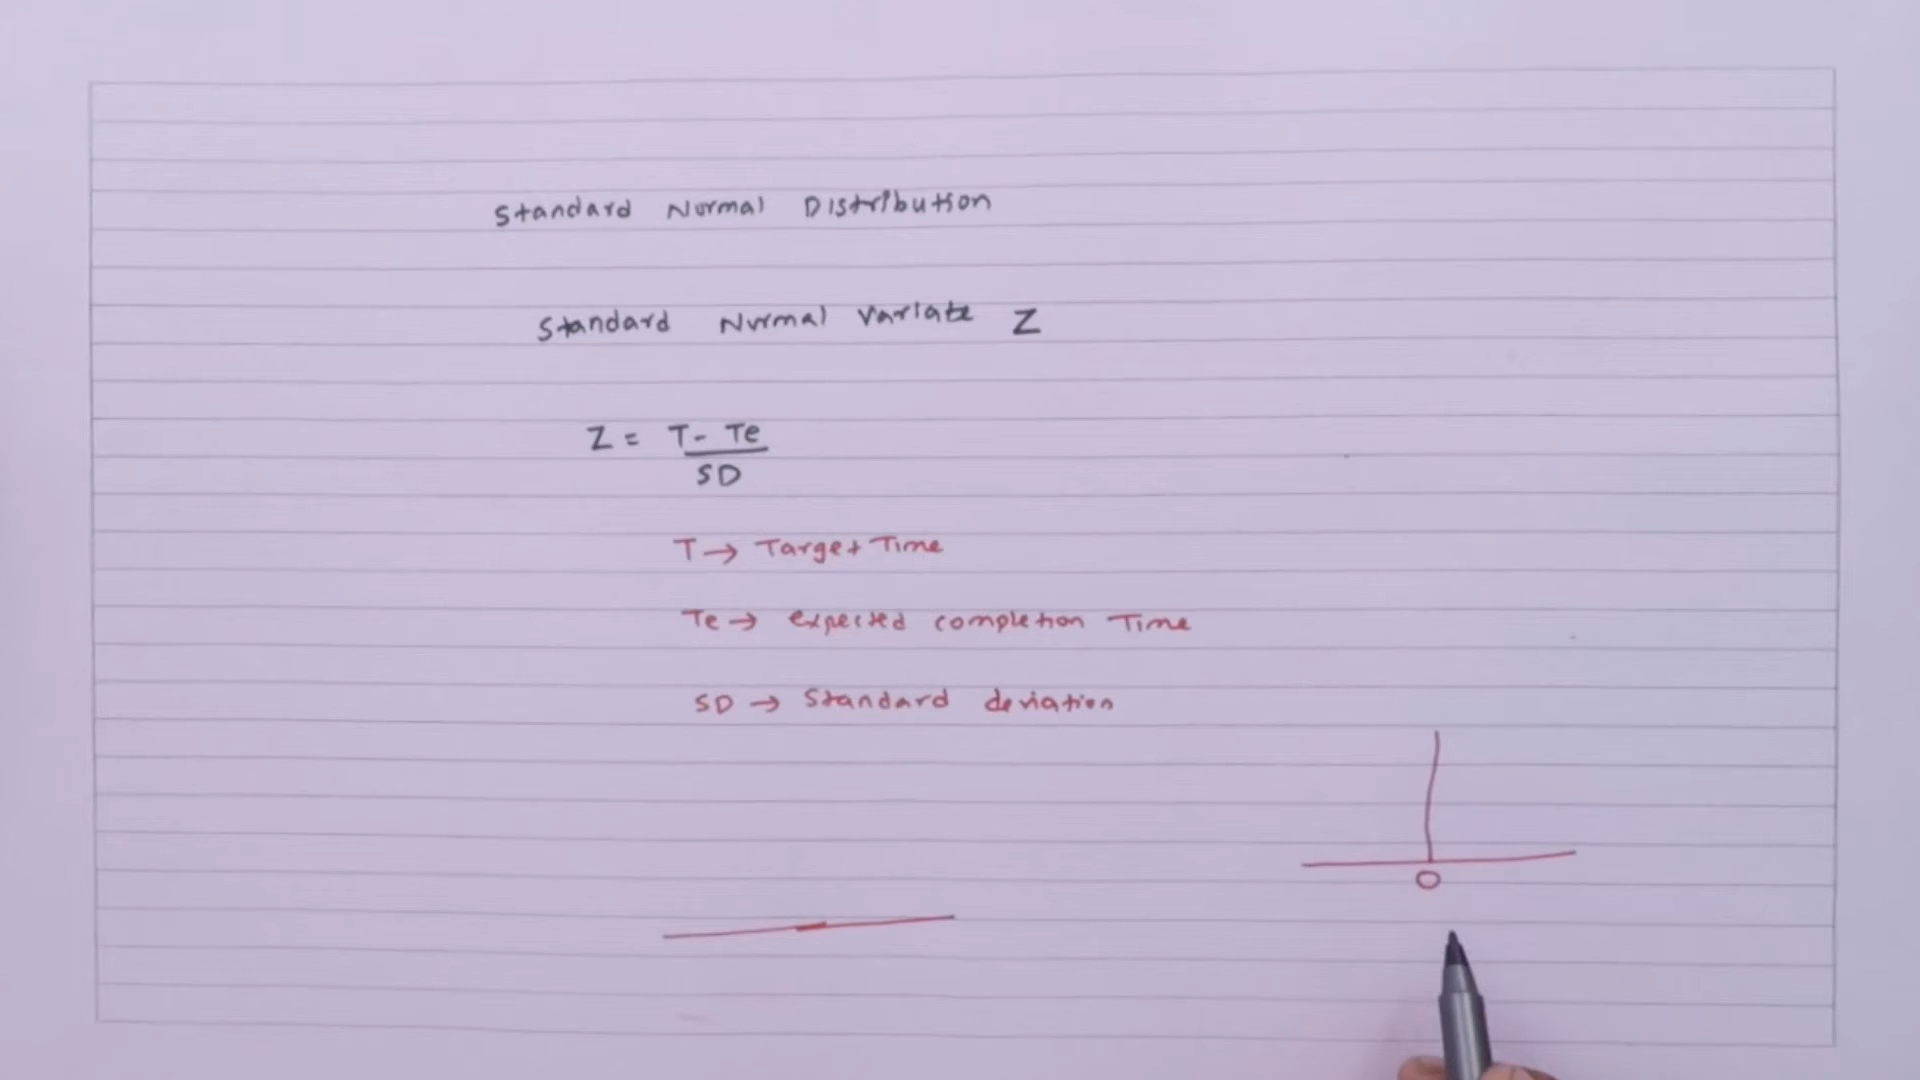 Standard Normal Distribution
Standard Normal Variate Z
Z = T - Te
SD
T → Target Time
Te → expected completion Time
SD → Standard deviation
0